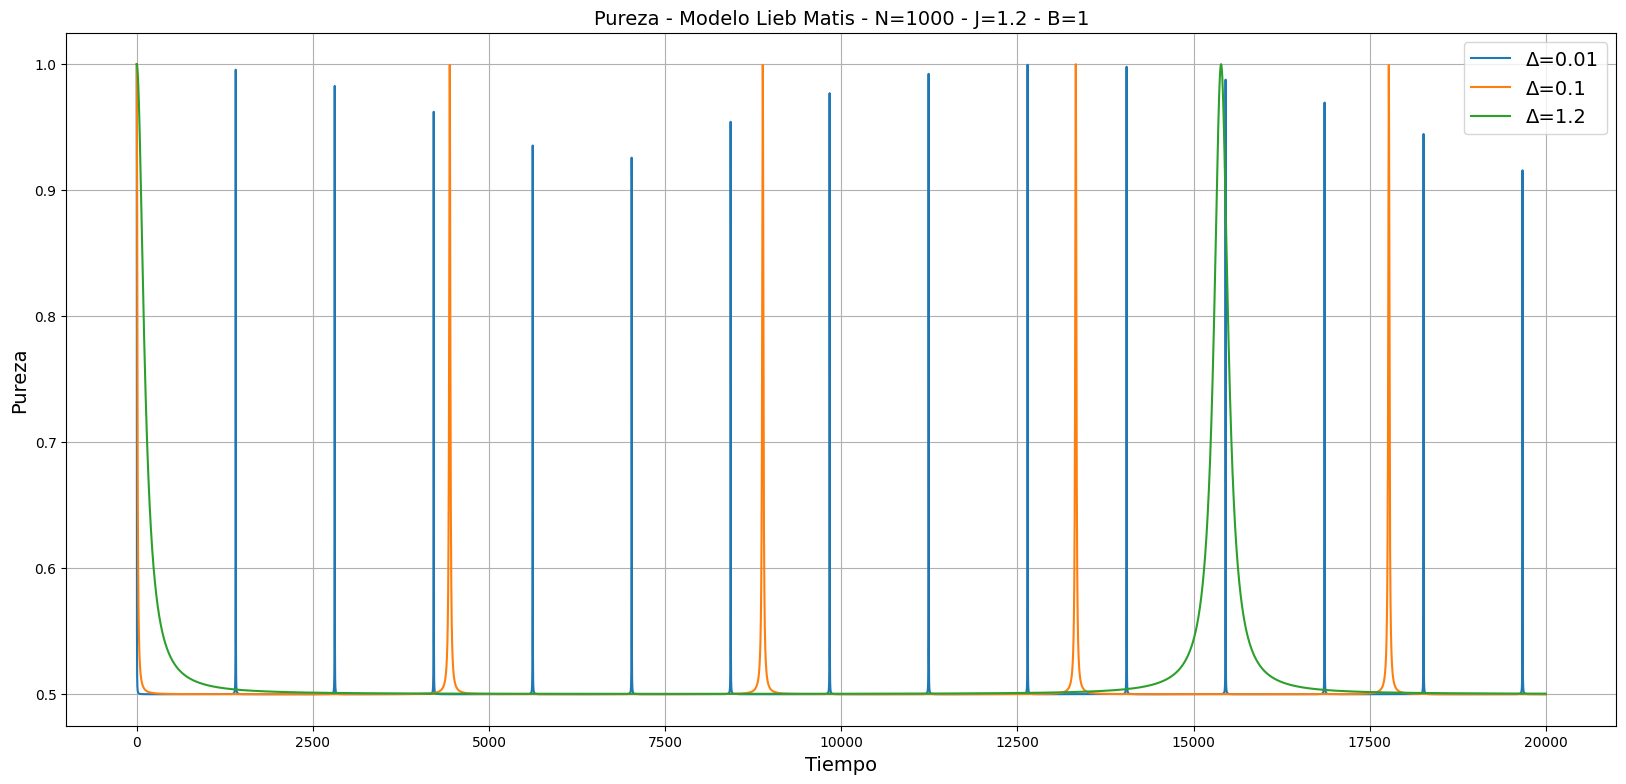 Pureza - Modelo Lieb Matis - N=1000 - J=1.2 - B=1
Δ=0.01
Δ=0.1
Δ=1.2
Pureza
1.0
0.9
0.8
0.7
0.6
0.5
0 2500 5000 7500 10000 12500 15000 17500 20000
Tiempo